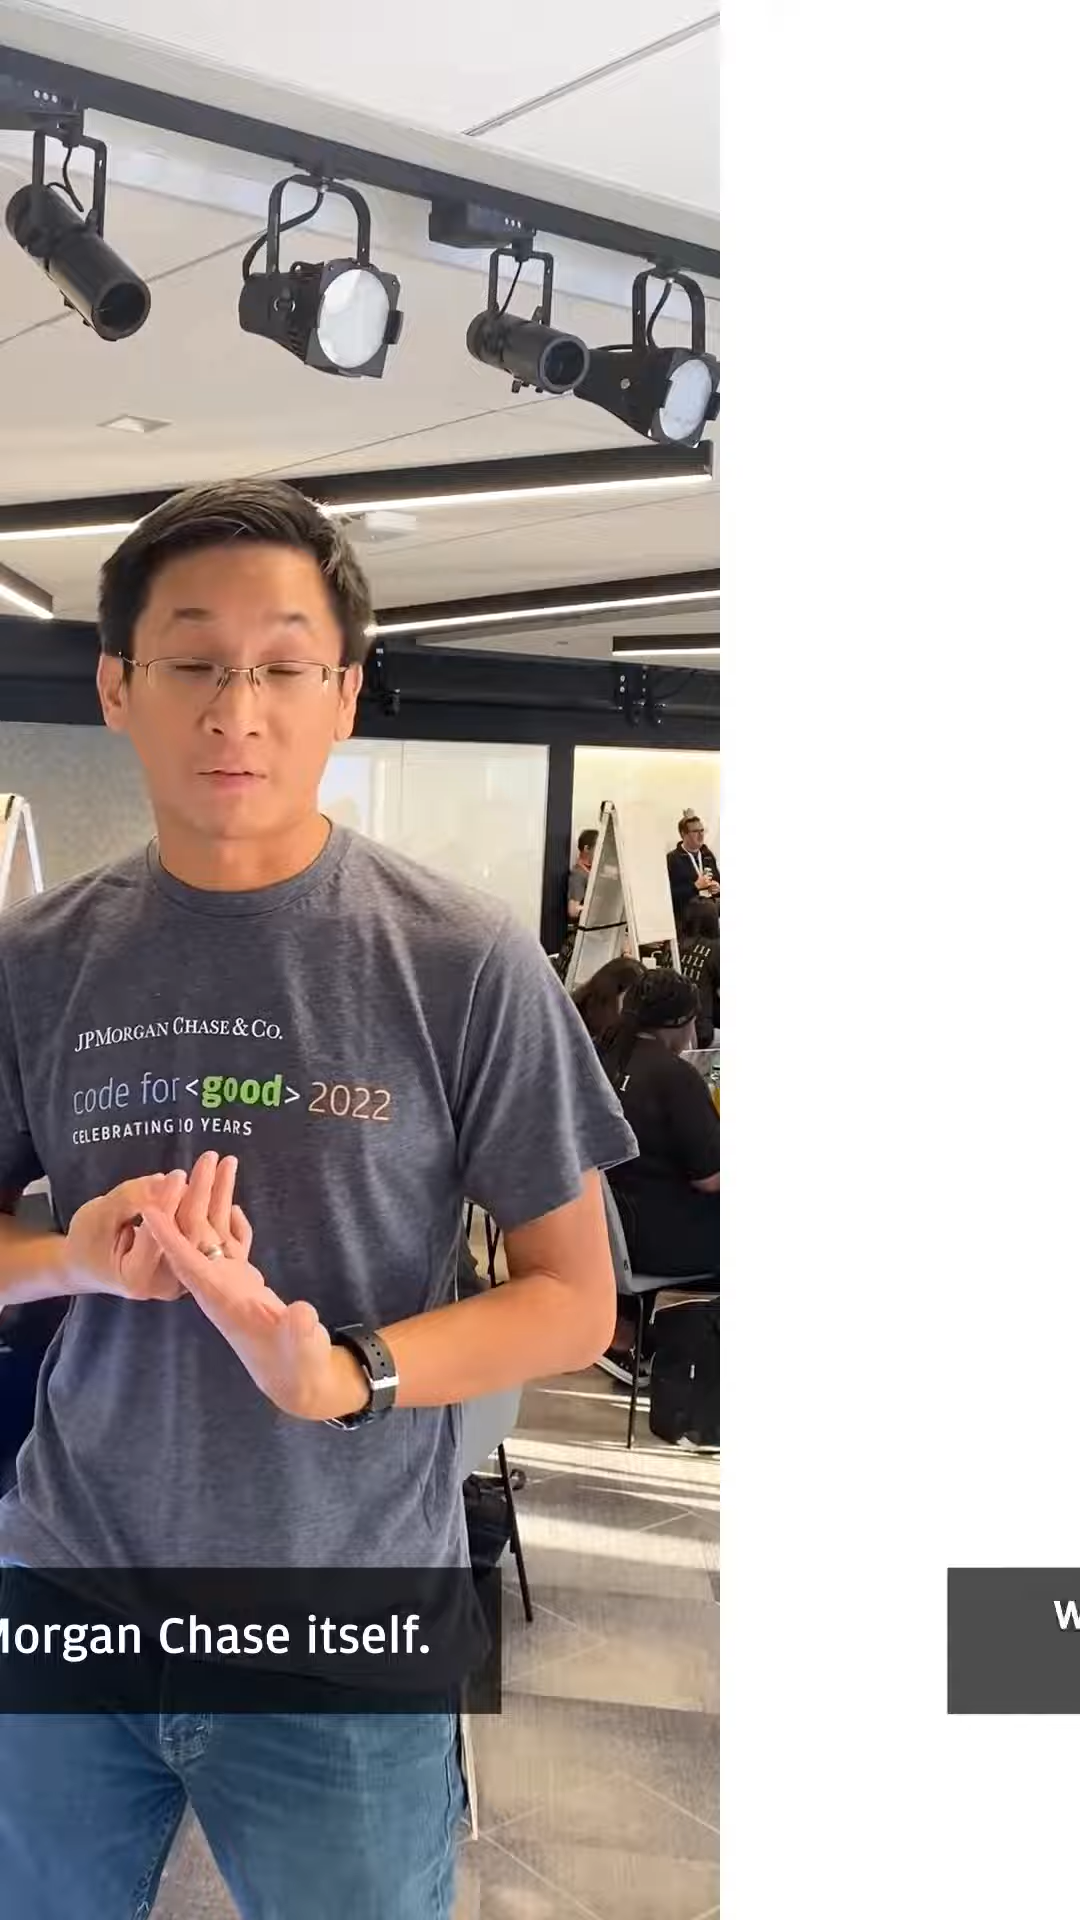 JPMORGAN CHASE & CO.
code for <good> 2022
CELEBRATING 10 YEARS
Morgan Chase itself.